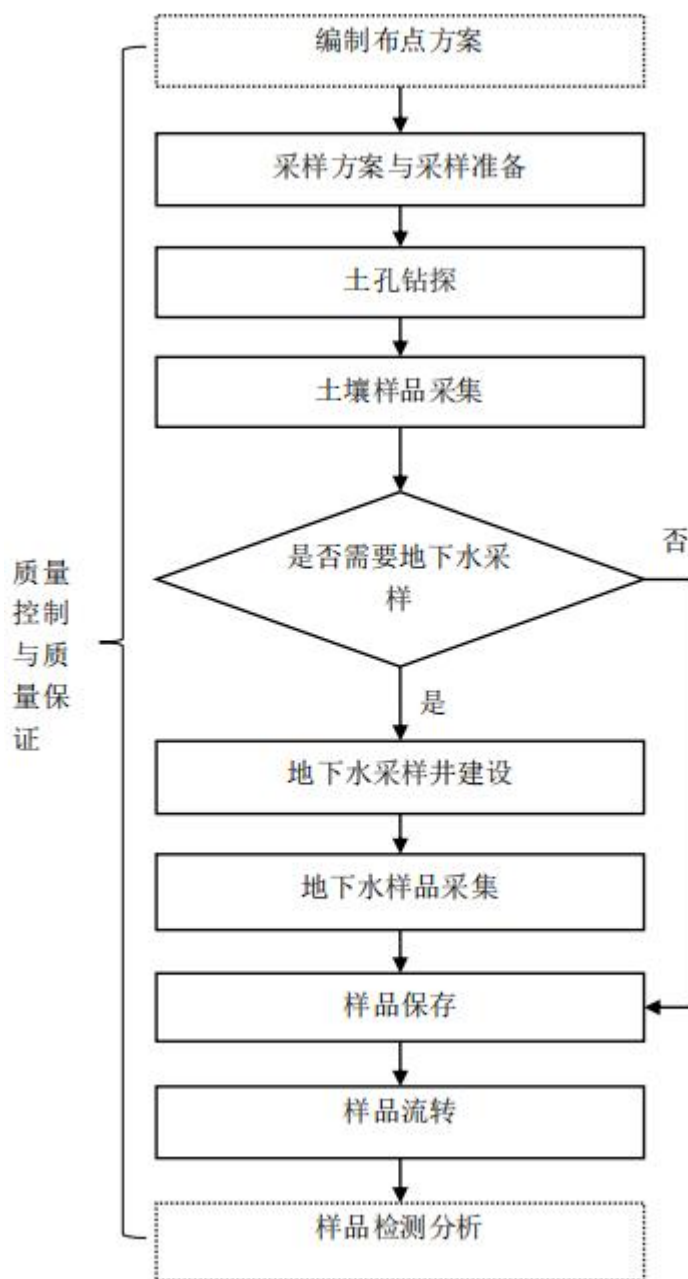 编制布点方案
采样方案与采样准备
土孔钻探
土壤样品采集
是否需要地下水采
样
否
是
质量
控制
与质
量保
证
地下水采样井建设
地下水样品采集
样品保存
样品流转
样品检测分析